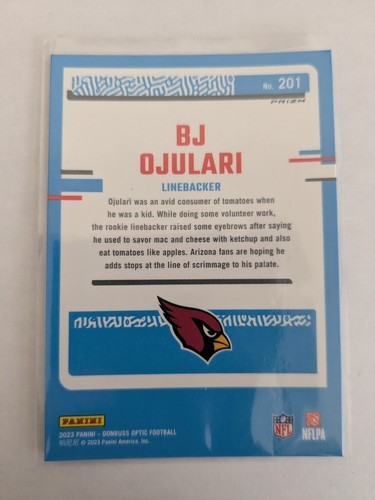 No. 201
PRIZM
BJ
OJULARI
LINEBACKER
Ojulari was an avid consumer of tomatoes when
he was a kid. While doing some volunteer work,
the rookie linebacker raised some eyebrows after saying
he used to savor mac and cheese with ketchup and also
eat tomatoes like apples. Arizona fans are hoping he
adds stops at the line of scrimmage to his palate.
PANINI
2023 PANINI - DONRUSS OPTIC FOOTBALL
© 2023 Panini America, Inc.
NFL
NFLPA